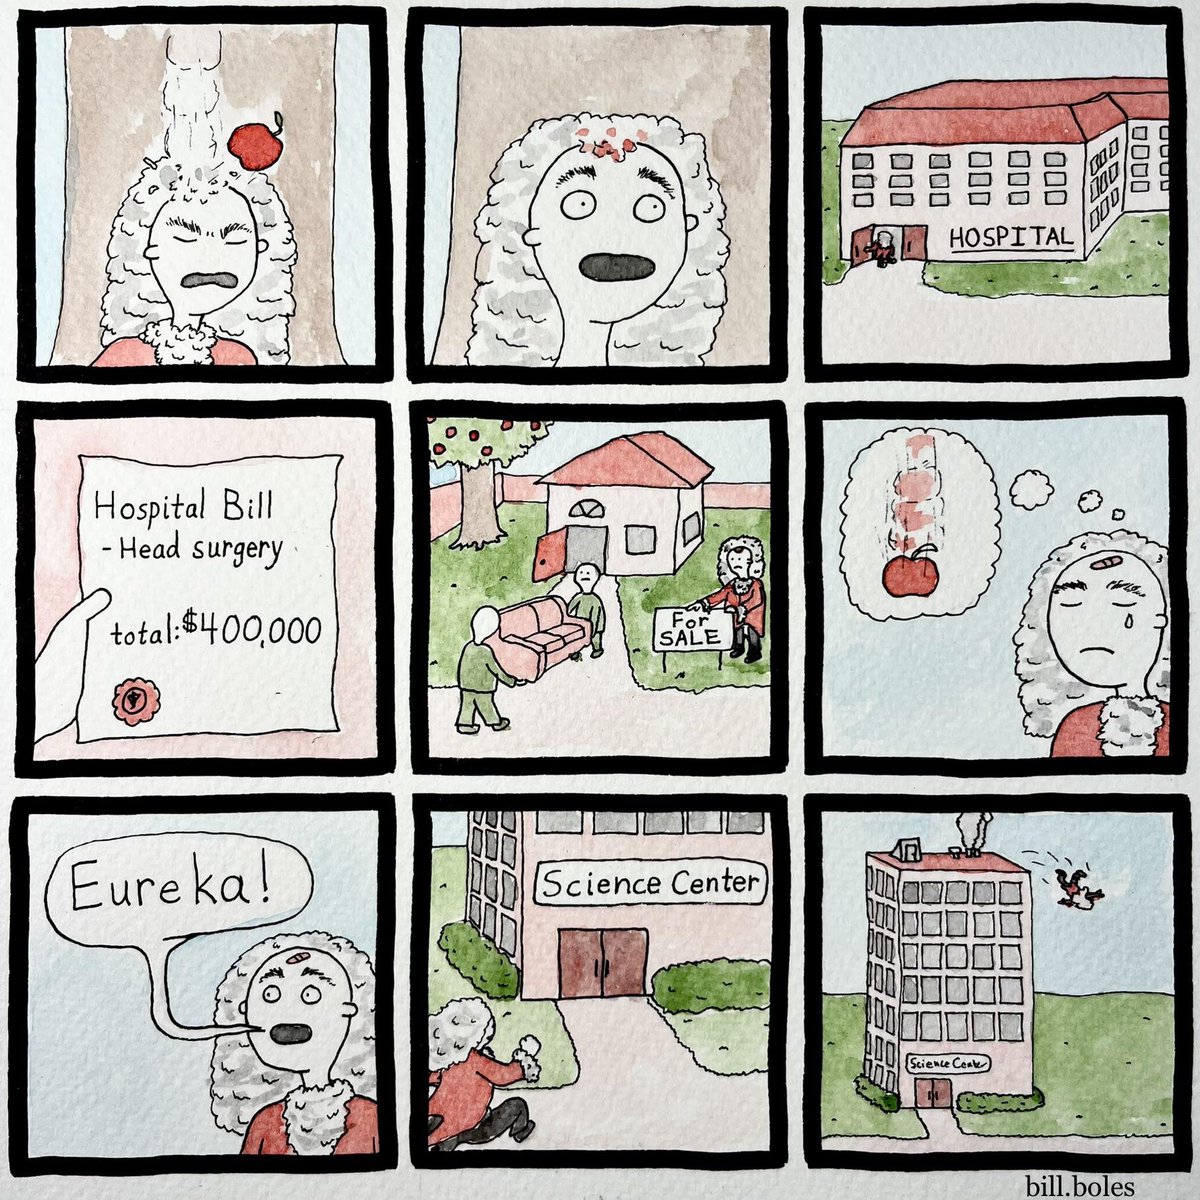 HOSPITAL
Hospital Bill
- Head surgery
total: $400,000
For
SALE
Eureka!
Science Center
Science Center
bill.boles